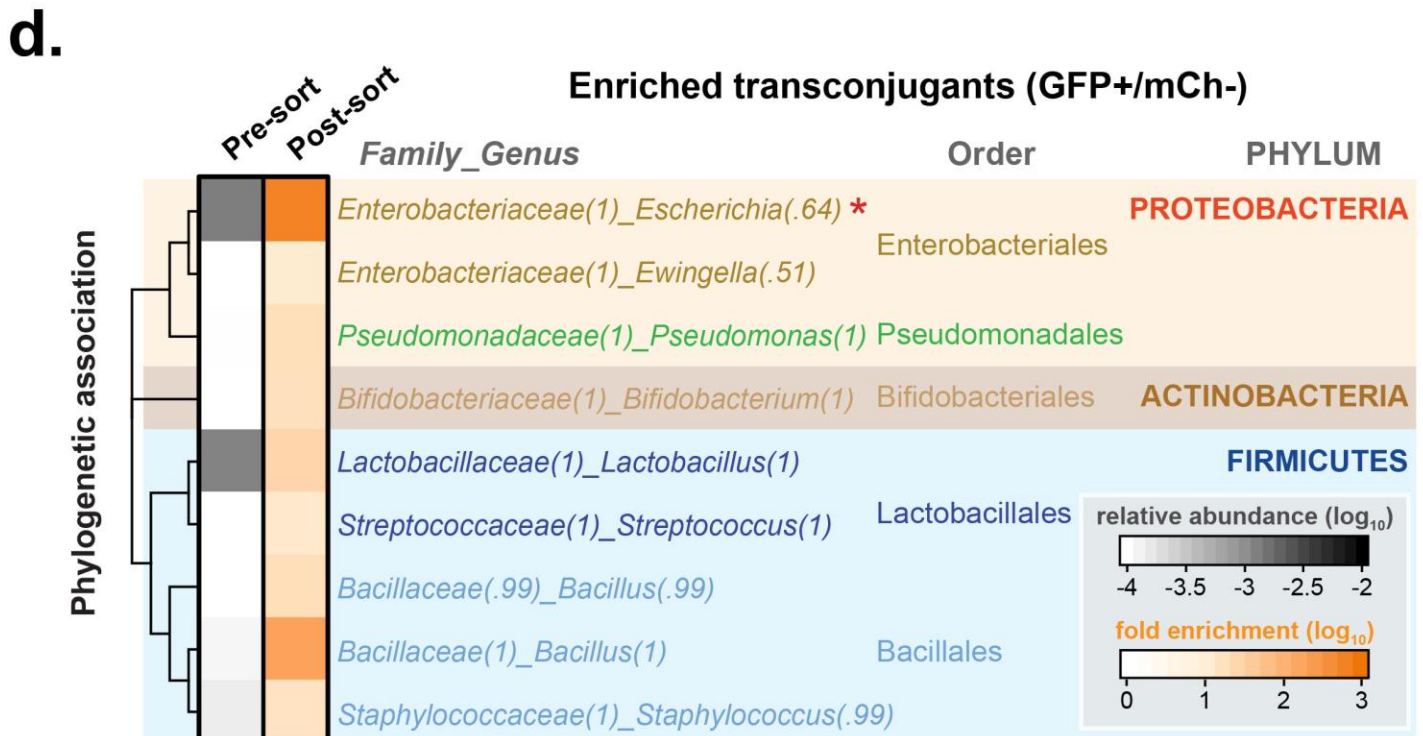 d.
Pre-sort
Post-sort
Enriched transconjugants (GFP+/mCh-)
Family_Genus
Order
PHYLUM
Phylogenetic association
Enterobacteriaceae(1)_Escherichia(.64) *
PROTEOBACTERIA
Enterobacteriales
Enterobacteriaceae(1)_Ewingella(.51)
Pseudomonadaceae(1)_Pseudomonas(1)
Pseudomonadales
Bifidobacteriaceae(1)_Bifidobacterium(1)
Bifidobacteriales
ACTINOBACTERIA
Lactobacillaceae(1)_Lactobacillus(1)
FIRMICUTES
Lactobacillales
Streptococcaceae(1)_Streptococcus(1)
Bacillaceae(.99)_Bacillus(.99)
Bacillaceae(1)_Bacillus(1)
Bacillales
Staphylococcaceae(1)_Staphylococcus(.99)
relative abundance (log10)
-4 -3.5 -3 -2.5 -2
fold enrichment (log10)
0 1 2 3